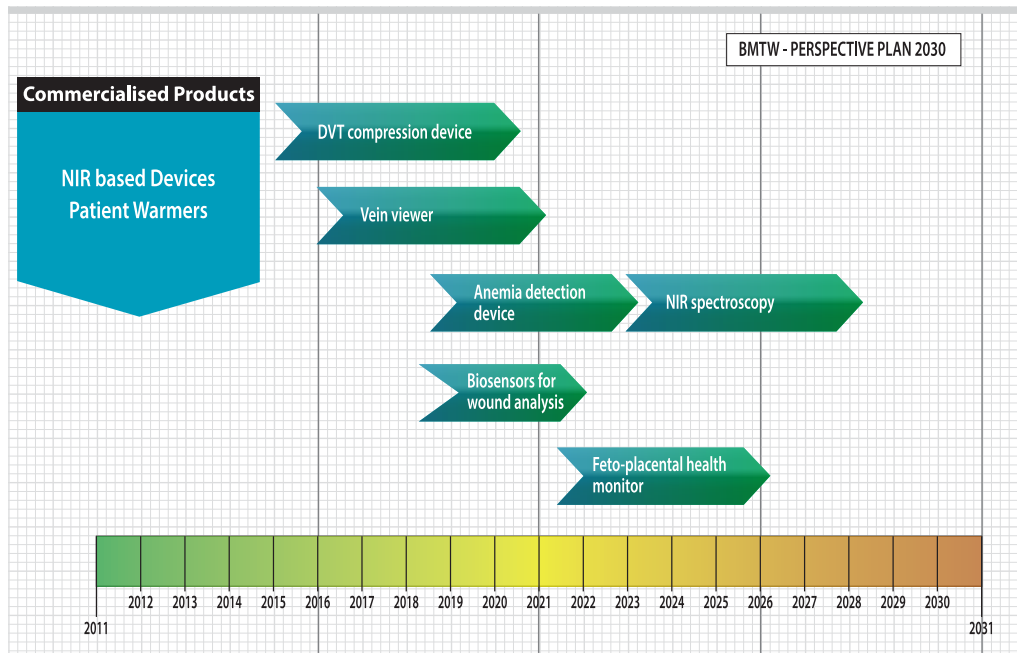 BMTW - PERSPECTIVE PLAN 2030
Commercialised Products
NIR based Devices
Patient Warmers
DVT compression device
Vein viewer
Anemia detection
device
NIR spectroscopy
Biosensors for
wound analysis
Feto-placental health
monitor
2012 2013 2014 2015 2016 2017 2018 2019 2020 2021 2022 2023 2024 2025 2026 2027 2028 2029 2030
2011 2031